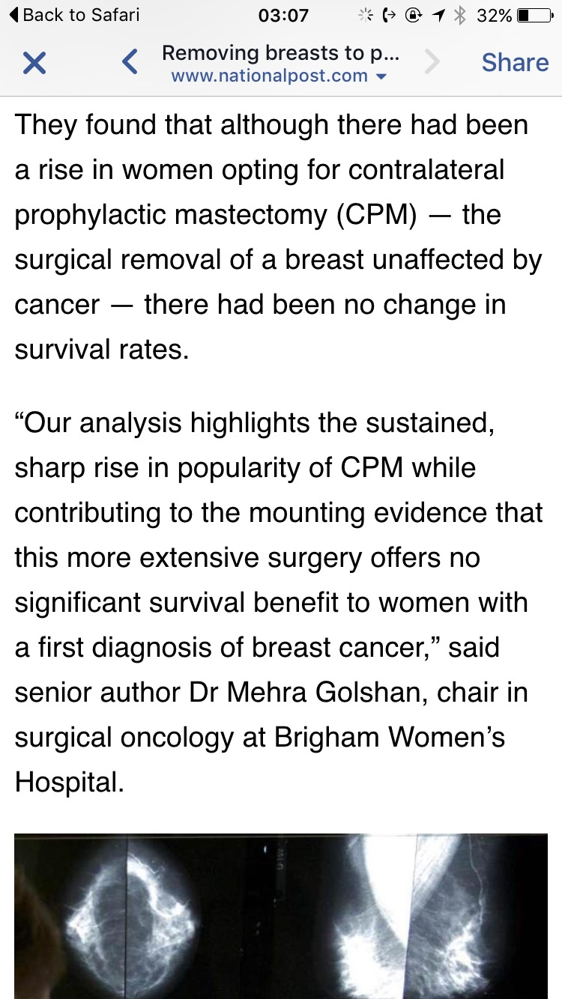 Back to Safari 03:07 32%
Removing breasts to p...
www.nationalpost.com
Share
They found that although there had been
a rise in women opting for contralateral
prophylactic mastectomy (CPM) — the
surgical removal of a breast unaffected by
cancer — there had been no change in
survival rates.
“Our analysis highlights the sustained,
sharp rise in popularity of CPM while
contributing to the mounting evidence that
this more extensive surgery offers no
significant survival benefit to women with
a first diagnosis of breast cancer,” said
senior author Dr Mehra Golshan, chair in
surgical oncology at Brigham Women’s
Hospital.